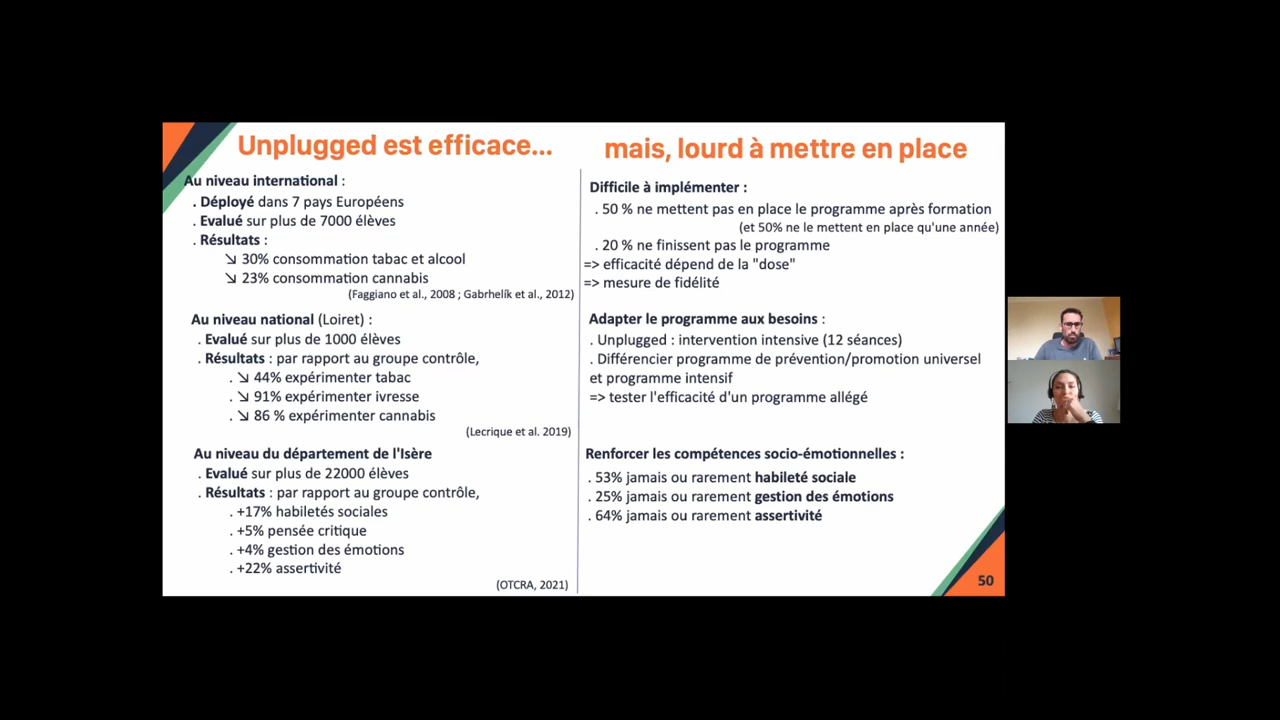 Unplugged est efficace...
Au niveau international :
. Déployé dans 7 pays Européens
. Evalué sur plus de 7000 élèves
. Résultats :
↘ 30% consommation tabac et alcool
↘ 23% consommation cannabis
(Faggiano et al., 2008 ; Gabrhelík et al., 2012)
Au niveau national (Loiret) :
. Evalué sur plus de 1000 élèves
. Résultats : par rapport au groupe contrôle,
. ↘ 44% expérimenter tabac
. ↘ 91% expérimenter ivresse
. ↘ 86 % expérimenter cannabis
(Lecrique et al. 2019)
Au niveau du département de l'Isère
. Evalué sur plus de 22000 élèves
. Résultats : par rapport au groupe contrôle,
. +17% habiletés sociales
. +5% pensée critique
. +4% gestion des émotions
. +22% assertivité
(OTCRA, 2021)
mais, lourd à mettre en place
Difficile à implémenter :
. 50 % ne mettent pas en place le programme après formation
(et 50% ne le mettent en place qu'une année)
. 20 % ne finissent pas le programme
=> efficacité dépend de la "dose"
=> mesure de fidélité
Adapter le programme aux besoins :
. Unplugged : intervention intensive (12 séances)
. Différencier programme de prévention/promotion universel
et programme intensif
=> tester l'efficacité d'un programme allégé
Renforcer les compétences socio-émotionnelles :
. 53% jamais ou rarement habileté sociale
. 25% jamais ou rarement gestion des émotions
. 64% jamais ou rarement assertivité
50